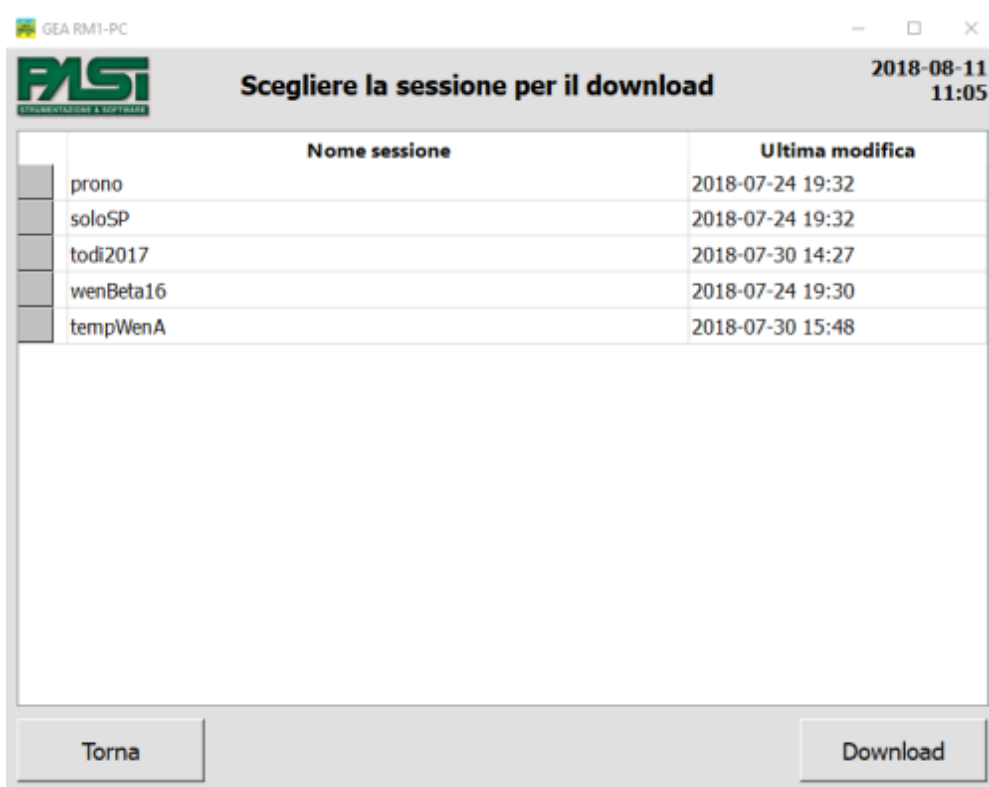 GEA RM1-PC
PASI
STRUMENTAZIONE & SOFTWARE
Scegliere la sessione per il download
2018-08-11
11:05
Nome sessione Ultima modifica
prono 2018-07-24 19:32
soloSP 2018-07-24 19:32
todi2017 2018-07-30 14:27
wenBeta16 2018-07-24 19:30
tempWenA 2018-07-30 15:48
Torna Download